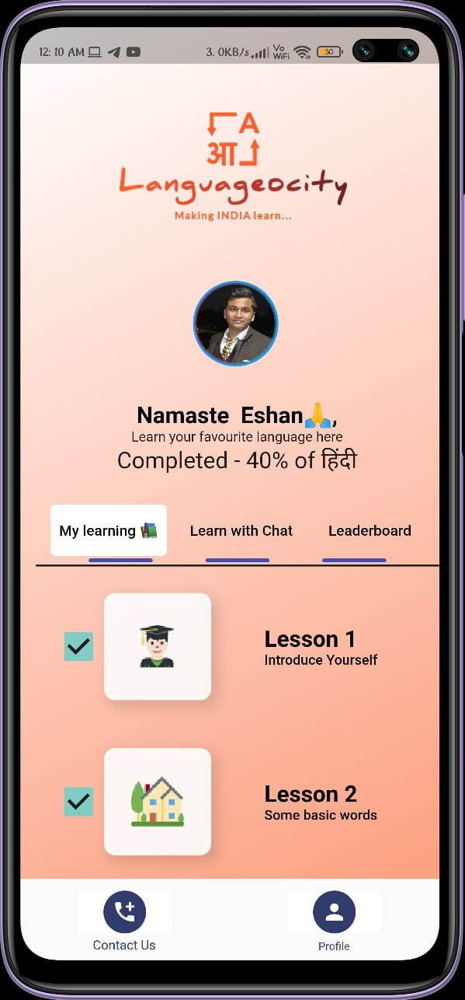 12: 10 AM 3. 0KB/s Vo WiFi 50
A
आ
Languageocity
Making INDIA learn...
Namaste Eshan🙏,
Learn your favourite language here
Completed - 40% of हिंदी
My learning 📚 Learn with Chat Leaderboard
Lesson 1
Introduce Yourself
Lesson 2
Some basic words
Contact Us Profile